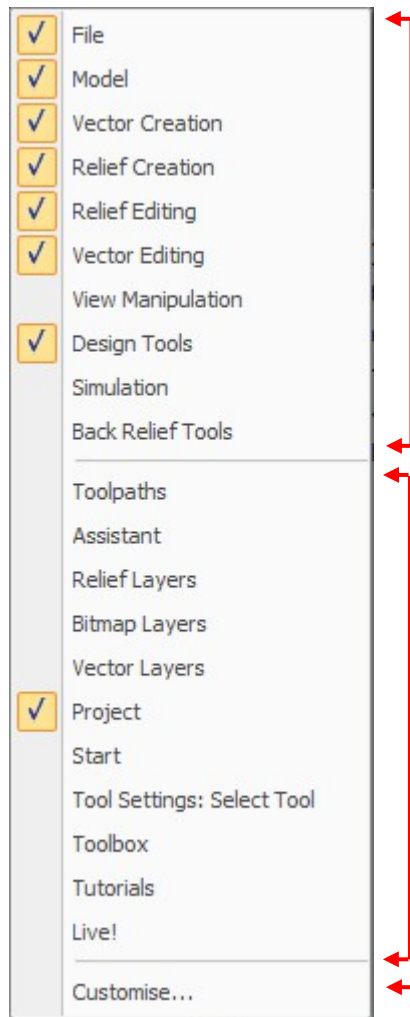 File
Model
Vector Creation
Relief Creation
Relief Editing
Vector Editing
View Manipulation
Design Tools
Simulation
Back Relief Tools
Toolpaths
Assistant
Relief Layers
Bitmap Layers
Vector Layers
Project
Start
Tool Settings: Select Tool
Toolbox
Tutorials
Live!
Customise...